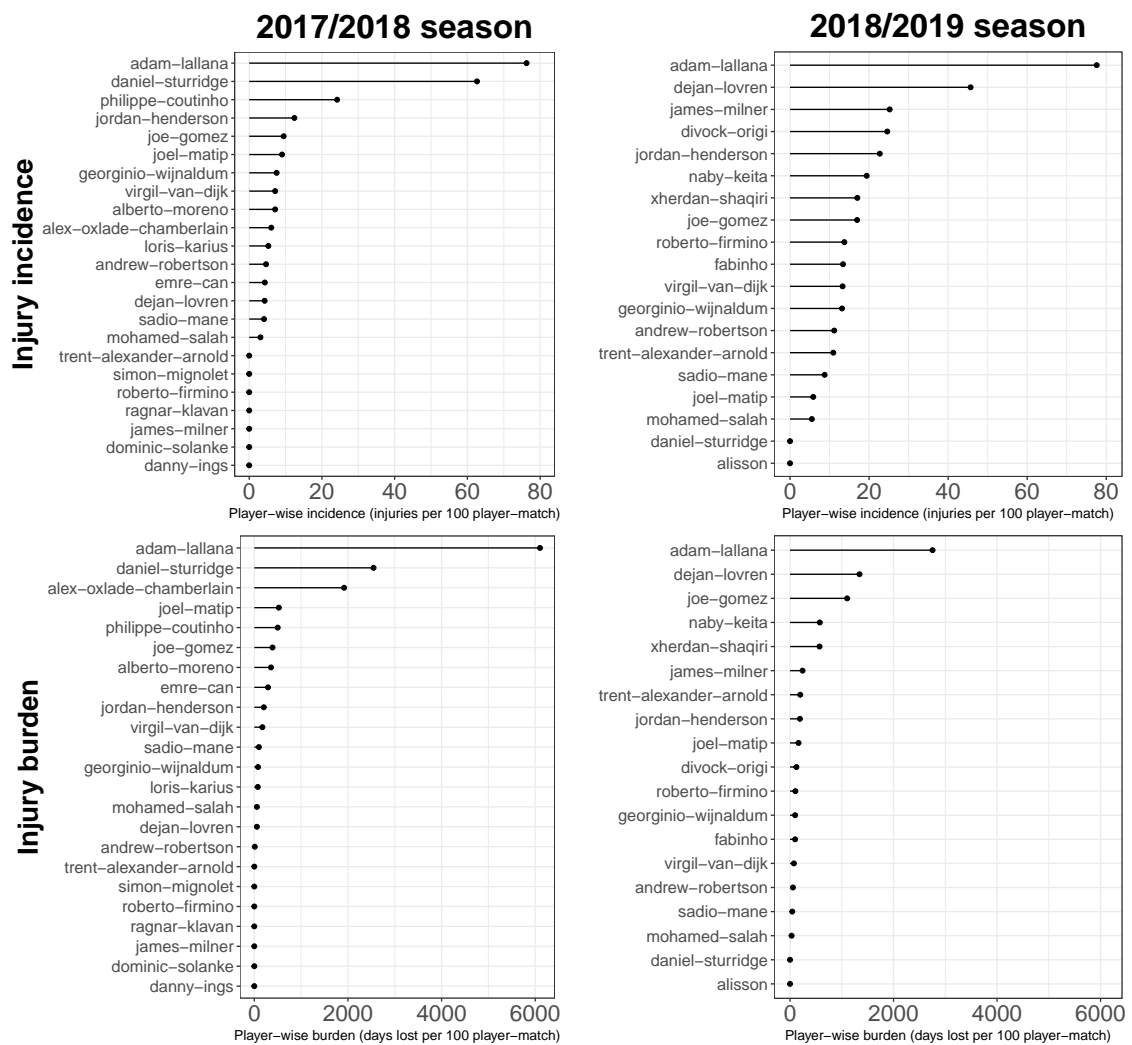 2017/2018 season
2018/2019 season
Injury incidence
adam−lallana
daniel−sturridge
philippe−coutinho
jordan−henderson
joe−gomez
joel−matip
georginio−wijnaldum
virgil−van−dijk
alberto−moreno
alex−oxlade−chamberlain
loris−karius
andrew−robertson
emre−can
dejan−lovren
sadio−mane
mohamed−salah
trent−alexander−arnold
simon−mignolet
roberto−firmino
ragnar−klavan
james−milner
dominic−solanke
danny−ings
0 20 40 60 80
Player−wise incidence (injuries per 100 player−match)
adam−lallana
dejan−lovren
james−milner
divock−origi
jordan−henderson
naby−keita
xherdan−shaqiri
joe−gomez
roberto−firmino
fabinho
virgil−van−dijk
georginio−wijnaldum
andrew−robertson
trent−alexander−arnold
sadio−mane
joel−matip
mohamed−salah
daniel−sturridge
alisson
0 20 40 60 80
Player−wise incidence (injuries per 100 player−match)
Injury burden
adam−lallana
daniel−sturridge
alex−oxlade−chamberlain
joel−matip
philippe−coutinho
joe−gomez
alberto−moreno
emre−can
jordan−henderson
virgil−van−dijk
sadio−mane
georginio−wijnaldum
loris−karius
mohamed−salah
dejan−lovren
andrew−robertson
trent−alexander−arnold
simon−mignolet
roberto−firmino
ragnar−klavan
james−milner
dominic−solanke
danny−ings
0 2000 4000 6000
Player−wise burden (days lost per 100 player−match)
adam−lallana
dejan−lovren
joe−gomez
naby−keita
xherdan−shaqiri
james−milner
trent−alexander−arnold
jordan−henderson
joel−matip
divock−origi
roberto−firmino
georginio−wijnaldum
fabinho
virgil−van−dijk
andrew−robertson
sadio−mane
mohamed−salah
daniel−sturridge
alisson
0 2000 4000 6000
Player−wise burden (days lost per 100 player−match)